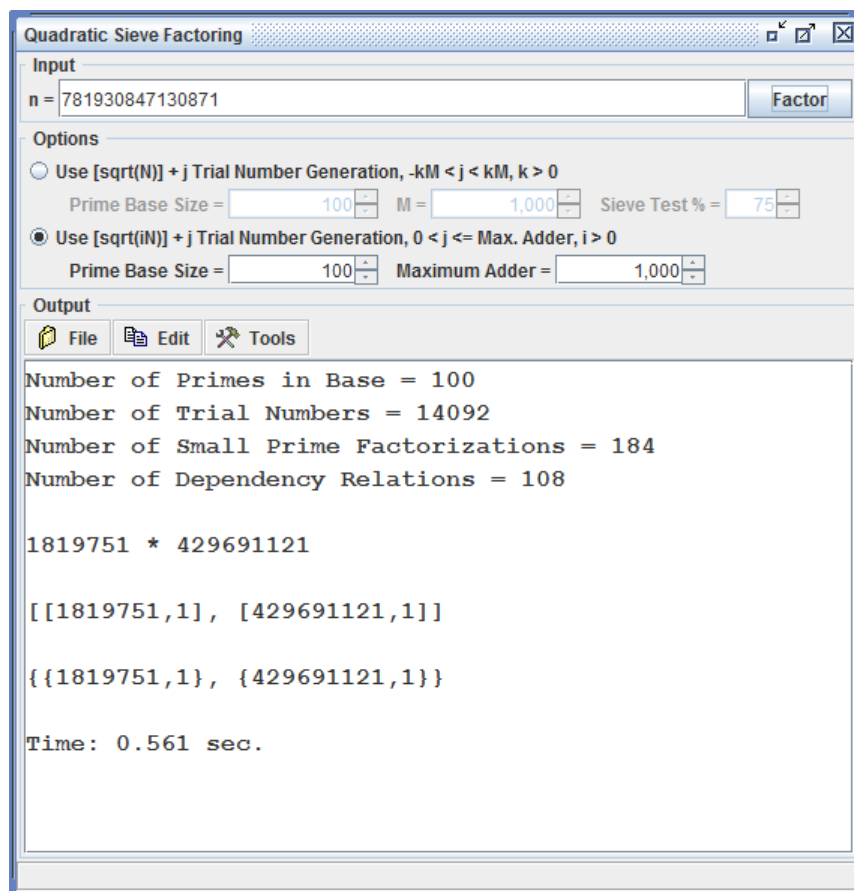 Quadratic Sieve Factoring
Input
n = 781930847130871 Factor
Options
Use [sqrt(N)] + j Trial Number Generation, -kM < j < kM, k > 0
Prime Base Size = 100 M = 1,000 Sieve Test % = 75
Use [sqrt(iN)] + j Trial Number Generation, 0 < j <= Max. Adder, i > 0
Prime Base Size = 100 Maximum Adder = 1,000
Output
File Edit Tools
Number of Primes in Base = 100
Number of Trial Numbers = 14092
Number of Small Prime Factorizations = 184
Number of Dependency Relations = 108
1819751 * 429691121
[[1819751,1], [429691121,1]]
{{1819751,1}, {429691121,1}}
Time: 0.561 sec.